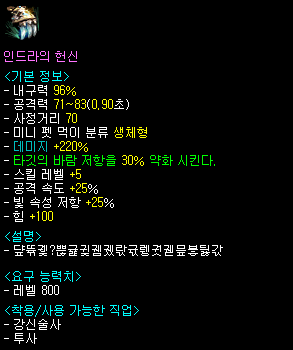 인드라의 헌신
<기본 정보>
- 내구력 96%
- 공격력 71~83(0,90초)
- 사정거리 70
- 미니 펫 먹이 분류 생체형
- 데미지 +220%
- 타깃의 바람 저항을 30% 약화 시킨다.
- 스킬 레벨 +5
- 공격 속도 +25%
- 빛 속성 저항 +25%
- 힘 +100
<설명>
<요구 능력치>
- 레벨 800
<착용/사용 가능한 직업>
- 강신술사
- 투사